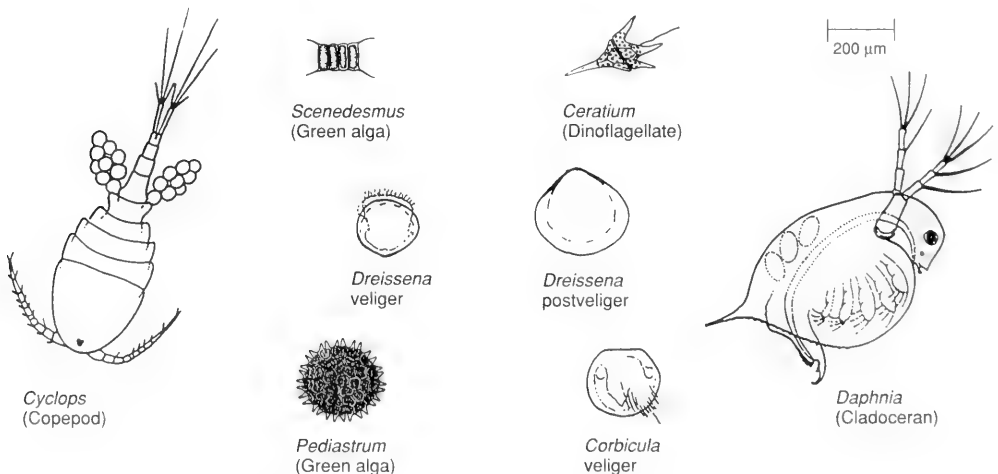 200 μm
Scenedesmus
(Green alga)
Ceratium
(Dinoflagellate)
Dreissena
veliger
Dreissena
postveliger
Cyclops
(Copepod)
Daphnia
(Cladoceran)
Pediastrum
(Green alga)
Corbicula
veliger